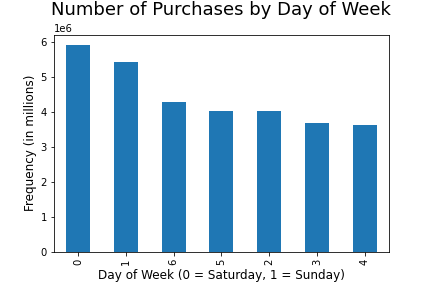 Number of Purchases by Day of Week
1e6
6
5
4
3
2
1
0
Frequency (in millions)
0 1 6 5 2 3 4
Day of Week (0 = Saturday, 1 = Sunday)